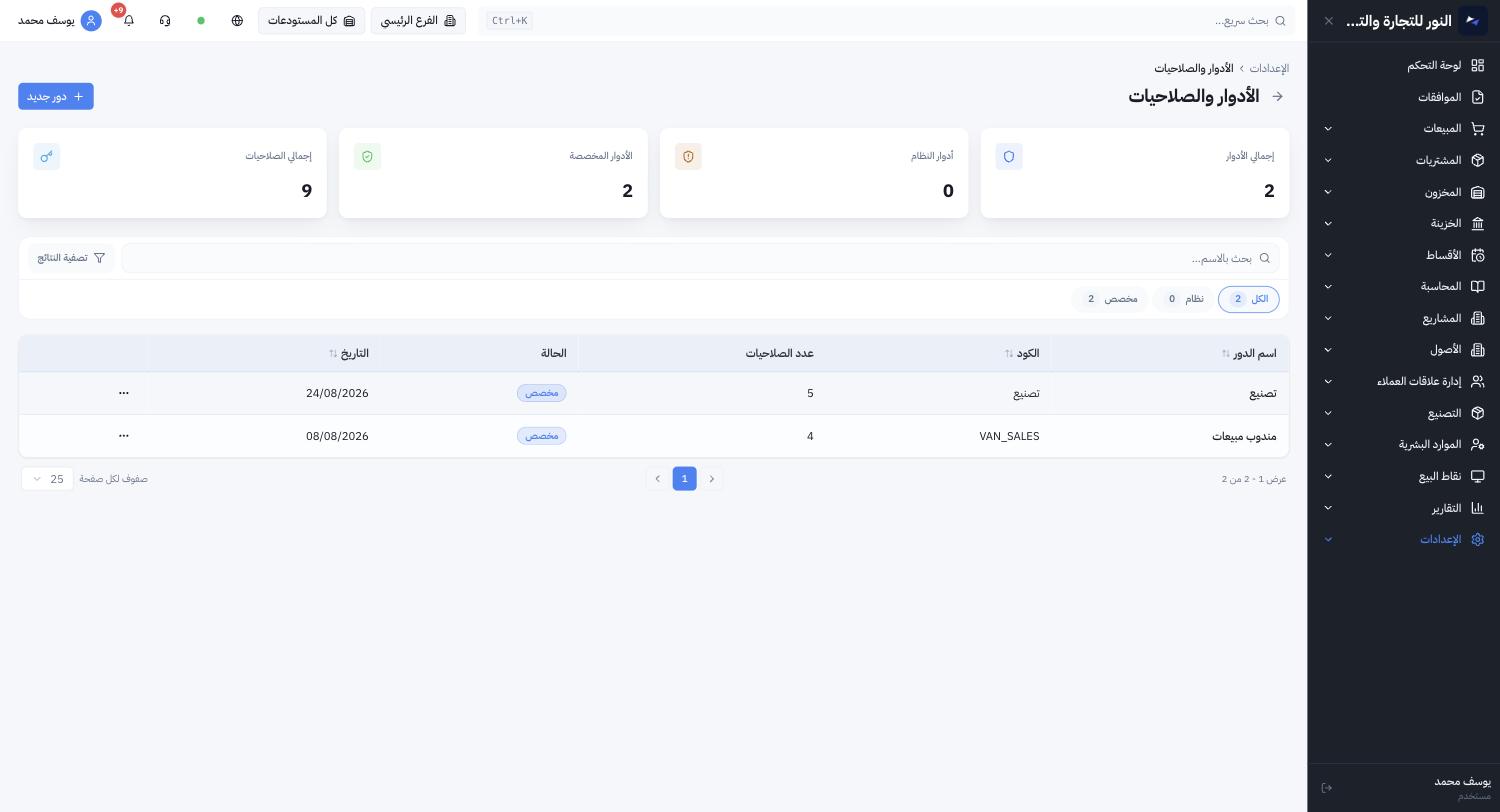 النور للتجارة والتـ...
لوحة التحكم
الموافقات
المبيعات
المشتريات
المخزون
الخزينة
الأقساط
المحاسبة
المشاريع
الأصول
إدارة علاقات العملاء
التصنيع
الموارد البشرية
نقاط البيع
التقارير
الإعدادات
يوسف محمد
مستخدم
بحث سريع...
Ctrl+K
الفرع الرئيسي
كل المستودعات
+9
يوسف محمد
الإعدادات › الأدوار والصلاحيات
الأدوار والصلاحيات
دور جديد
إجمالي الأدوار
2
أدوار النظام
0
الأدوار المخصصة
2
إجمالي الصلاحيات
9
بحث بالاسم...
تصفية النتائج
الكل 2
نظام 0
مخصص 2
اسم الدور الكود عدد الصلاحيات الحالة التاريخ
تصنيع تصنيع 5 مخصص 24/08/2026 ...
مندوب مبيعات VAN_SALES 4 مخصص 08/08/2026 ...
عرض 1 - 2 من 2
1
صفوف لكل صفحة 25